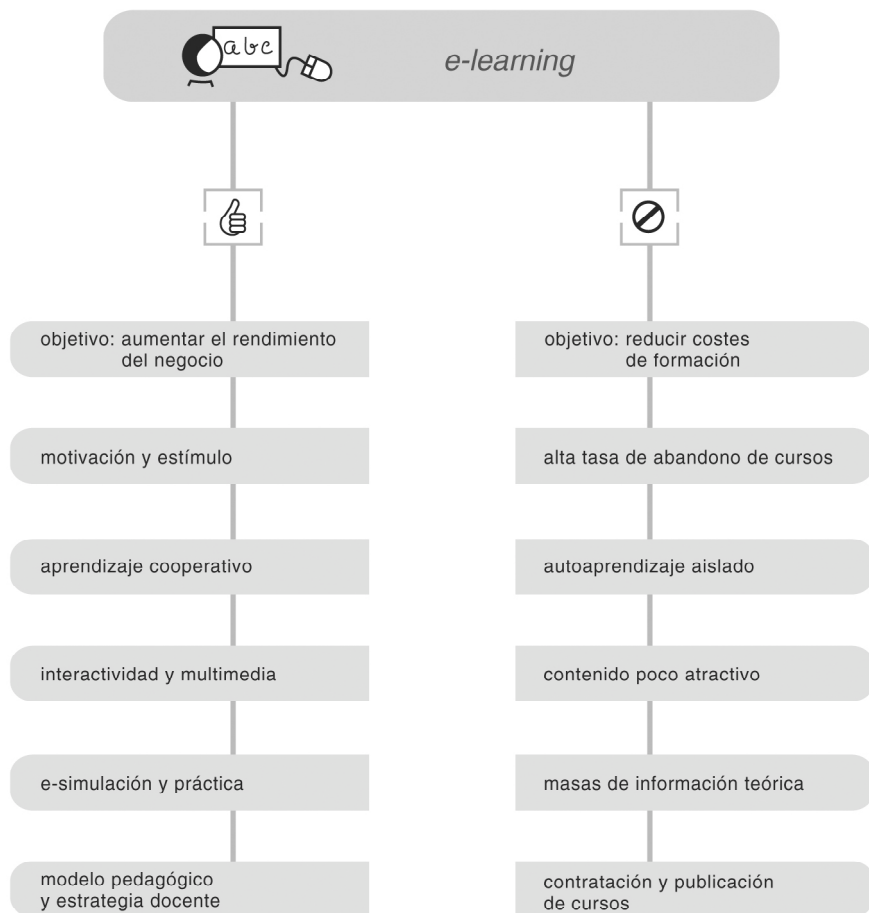 abc
e-learning
objetivo: aumentar el rendimiento
del negocio
motivación y estímulo
aprendizaje cooperativo
interactividad y multimedia
e-simulación y práctica
modelo pedagógico
y estrategia docente
objetivo: reducir costes
de formación
alta tasa de abandono de cursos
autoaprendizaje aislado
contenido poco atractivo
masas de información teórica
contratación y publicación
de cursos